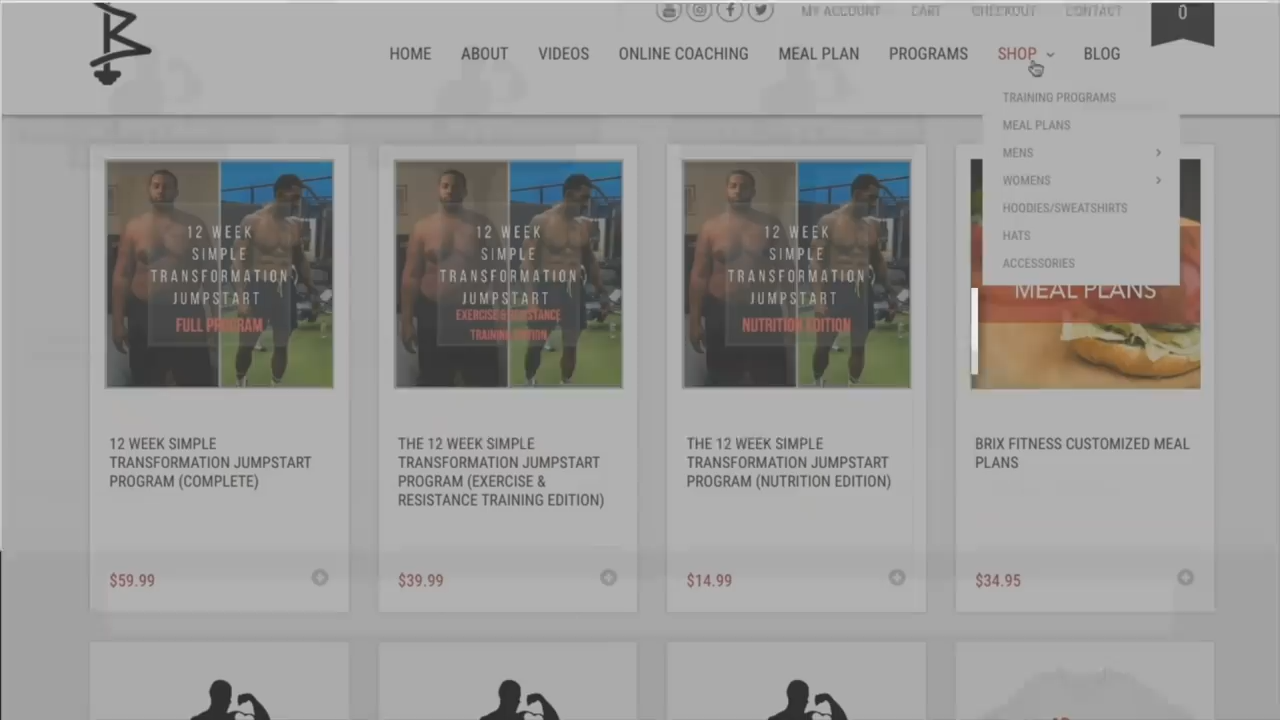 MY ACCOUNT CART CHECKOUT CONTACT 0
HOME ABOUT VIDEOS ONLINE COACHING MEAL PLAN PROGRAMS SHOP BLOG
TRAINING PROGRAMS
MEAL PLANS
MENS
WOMENS
HOODIES/SWEATSHIRTS
HATS
ACCESSORIES
12 WEEK
SIMPLE
TRANSFORMATION
JUMPSTART
FULL PROGRAM
12 WEEK
SIMPLE
TRANSFORMATION
JUMPSTART
EXERCISE & RESISTANCE
TRAINING EDITION
12 WEEK
SIMPLE
TRANSFORMATION
JUMPSTART
NUTRITION EDITION
MEAL PLANS
12 WEEK SIMPLE
TRANSFORMATION JUMPSTART
PROGRAM (COMPLETE)
THE 12 WEEK SIMPLE
TRANSFORMATION JUMPSTART
PROGRAM (EXERCISE &
RESISTANCE TRAINING EDITION)
THE 12 WEEK SIMPLE
TRANSFORMATION JUMPSTART
PROGRAM (NUTRITION EDITION)
BRIX FITNESS CUSTOMIZED MEAL
PLANS
$59.99
$39.99
$14.99
$34.95